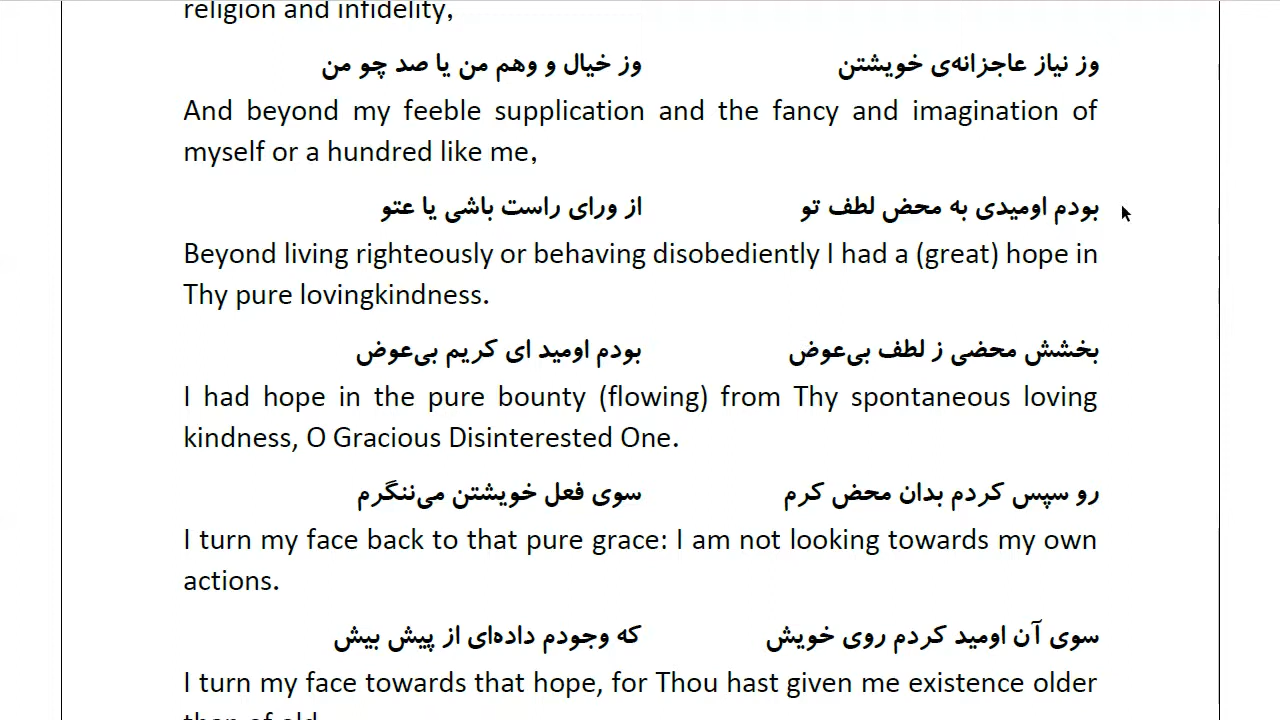 religion and infidelity,
وز نیاز عاجزانه‌ی خویشتن وز خیال و وهم من یا صد چو من
And beyond my feeble supplication and the fancy and imagination of
myself or a hundred like me,
بودم اومیدی به محض لطف تو از ورای راست باشی یا عتو
Beyond living righteously or behaving disobediently I had a (great) hope in
Thy pure lovingkindness.
بخشش محضی ز لطف بی‌عوض بودم اومید ای کریم بی‌عوض
I had hope in the pure bounty (flowing) from Thy spontaneous loving
kindness, O Gracious Disinterested One.
رو سپس کردم بدان محض کرم سوی فعل خویشتن می‌ننگرم
I turn my face back to that pure grace: I am not looking towards my own
actions.
سوی آن اومید کردم روی خویش که وجودم داده‌ای از پیش بیش
I turn my face towards that hope, for Thou hast given me existence older
than of old